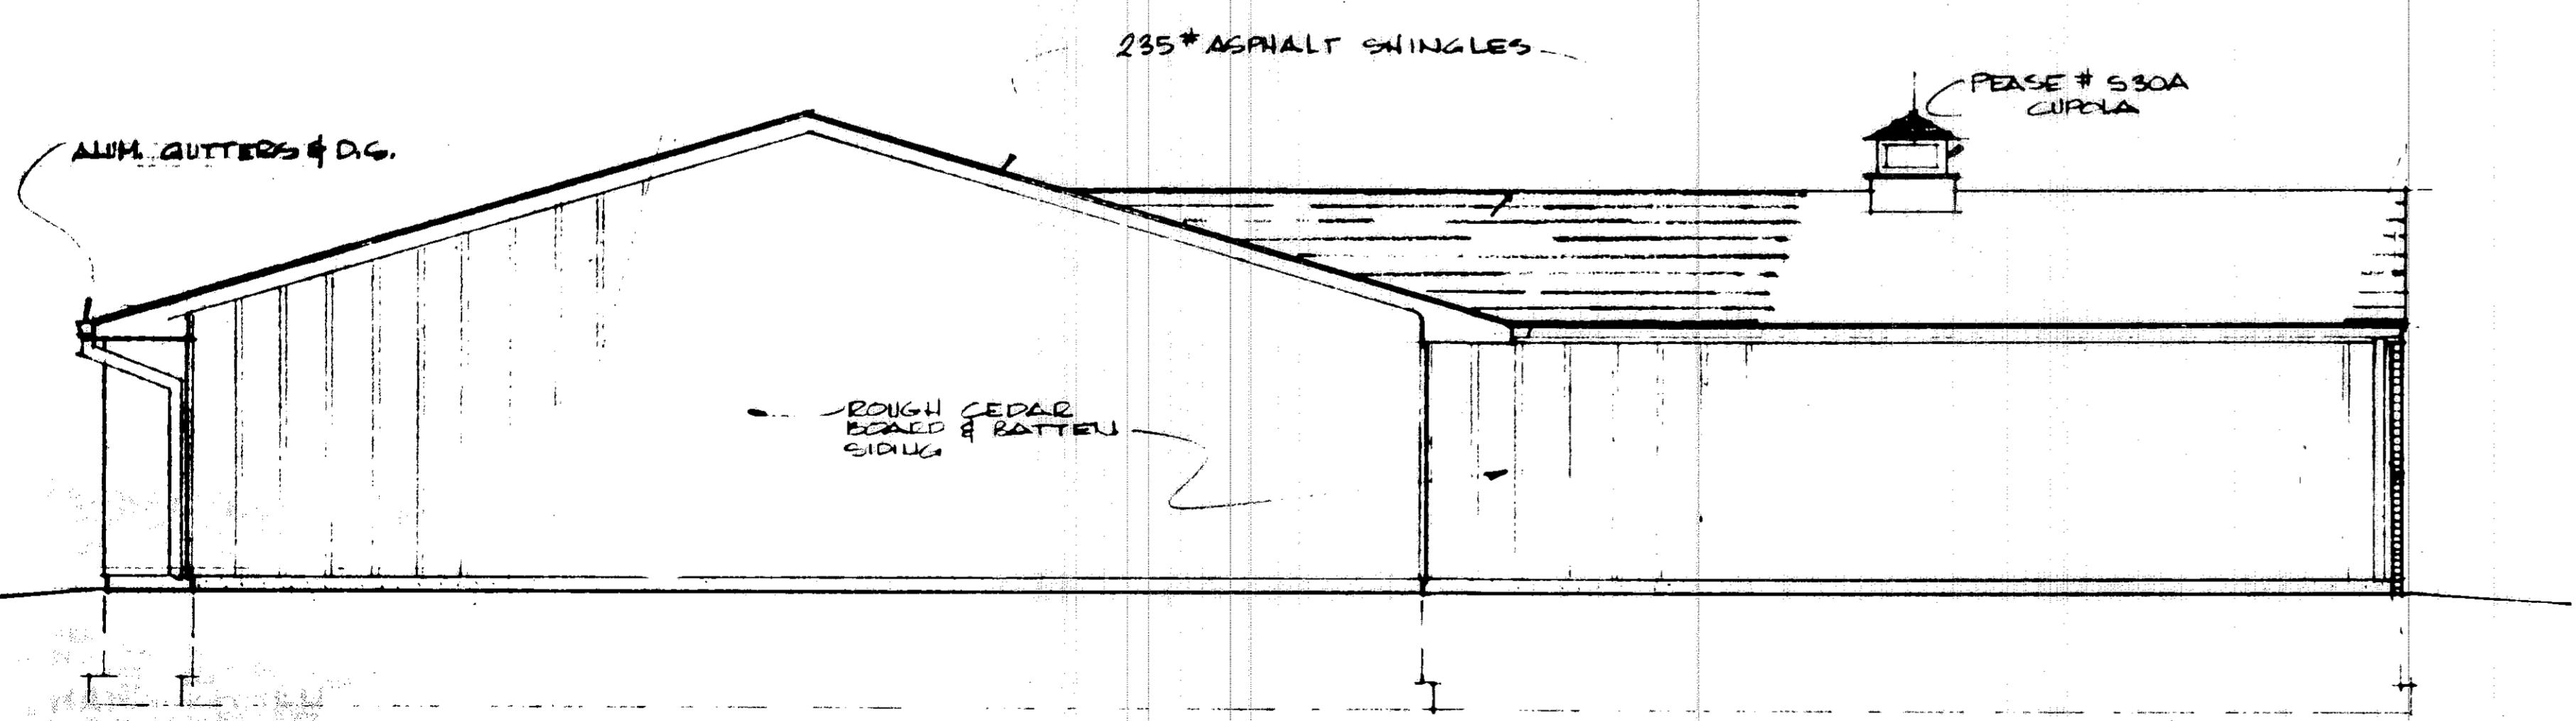 235# ASPHALT SHINGLES
PEASE # S30A
CUPOLA
ALUM. GUTTERS & D.S.
ROUGH CEDAR
BOARD & BATTEN
SIDING